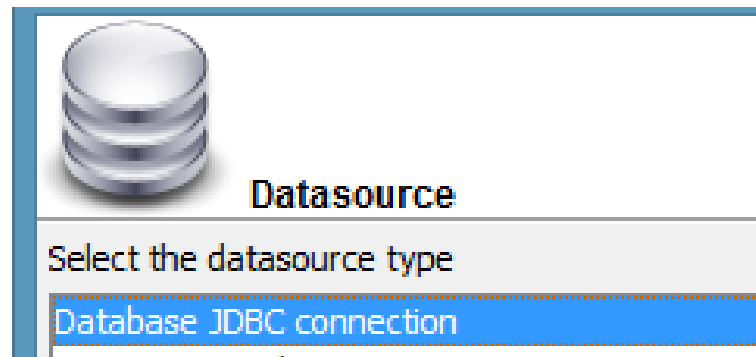 Datasource
Select the datasource type
Database JDBC connection